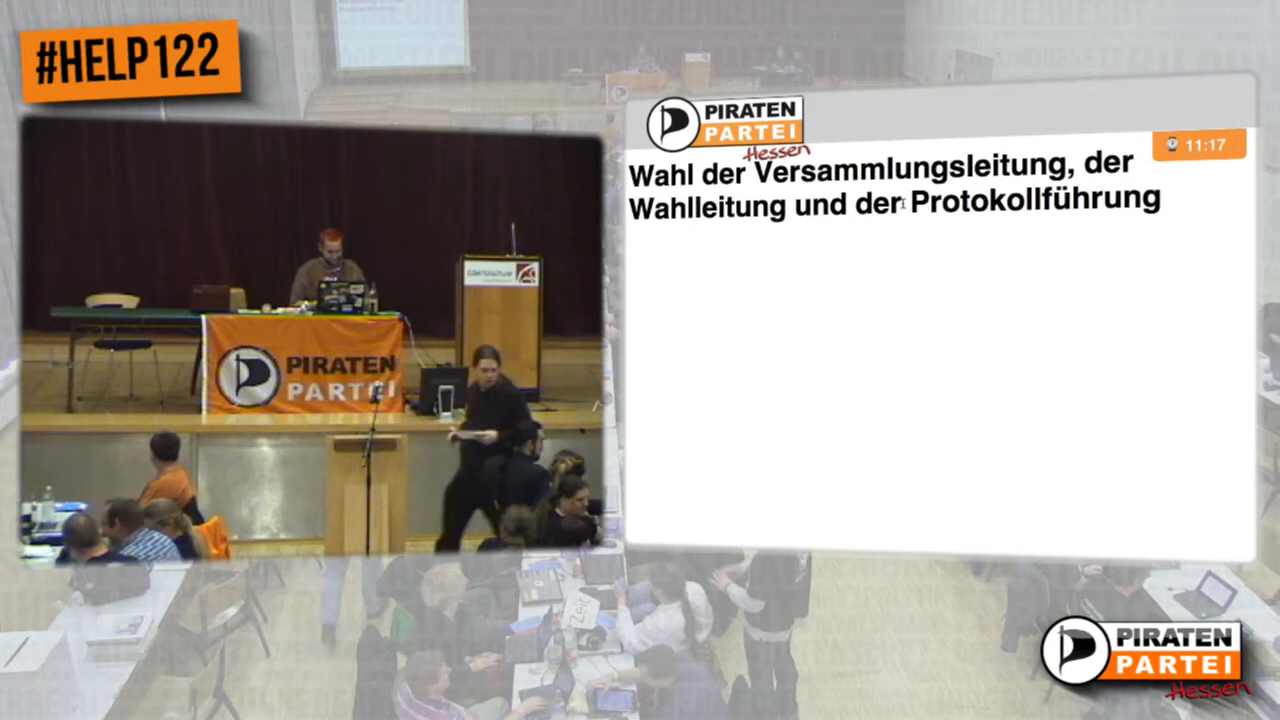 #HELP122
PIRATEN
PARTEI
Hessen
11:17
Wahl der Versammlungsleitung, der
Wahlleitung und der Protokollführung
PIRATEN
PARTEI
Zeit
PIRATEN
PARTEI
Hessen